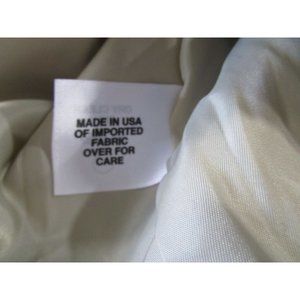 MADE IN USA
OF IMPORTED
FABRIC
OVER FOR
CARE